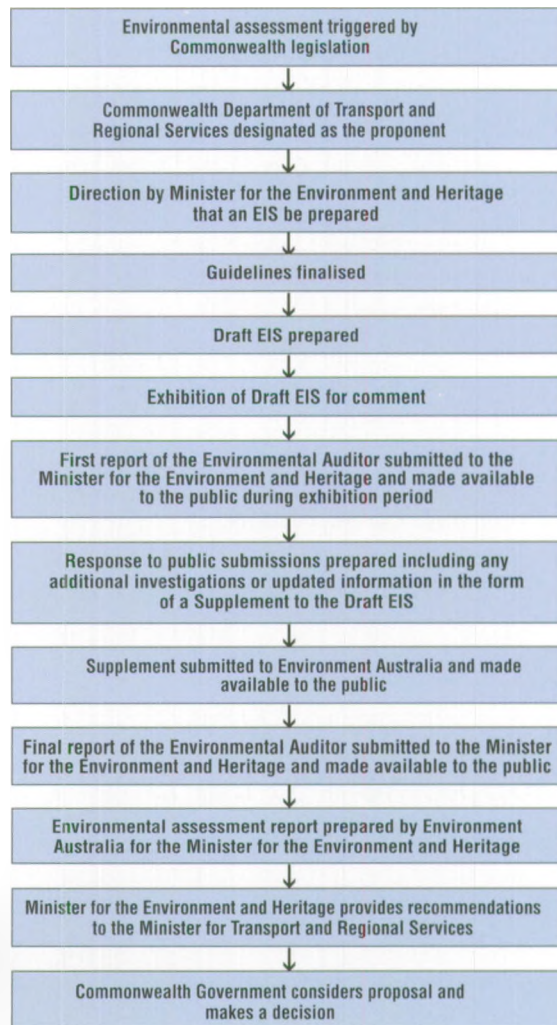 Environmental assessment triggered by
Commonwealth legislation
Commonwealth Department of Transport and
Regional Services designated as the proponent
Direction by Minister for the Environment and Heritage
that an EIS be prepared
Guidelines finalised
Draft EIS prepared
Exhibition of Draft EIS for comment
First report of the Environmental Auditor submitted to the
Minister for the Environment and Heritage and made available
to the public during exhibition period
Response to public submissions prepared including any
additional investigations or updated information in the form
of a Supplement to the Draft EIS
Supplement submitted to Environment Australia and made
available to the public
Final report of the Environmental Auditor submitted to the Minister
for the Environment and Heritage and made available to the public
Environmental assessment report prepared by Environment
Australia for the Minister for the Environment and Heritage
Minister for the Environment and Heritage provides recommendations
to the Minister for Transport and Regional Services
Commonwealth Government considers proposal and
makes a decision